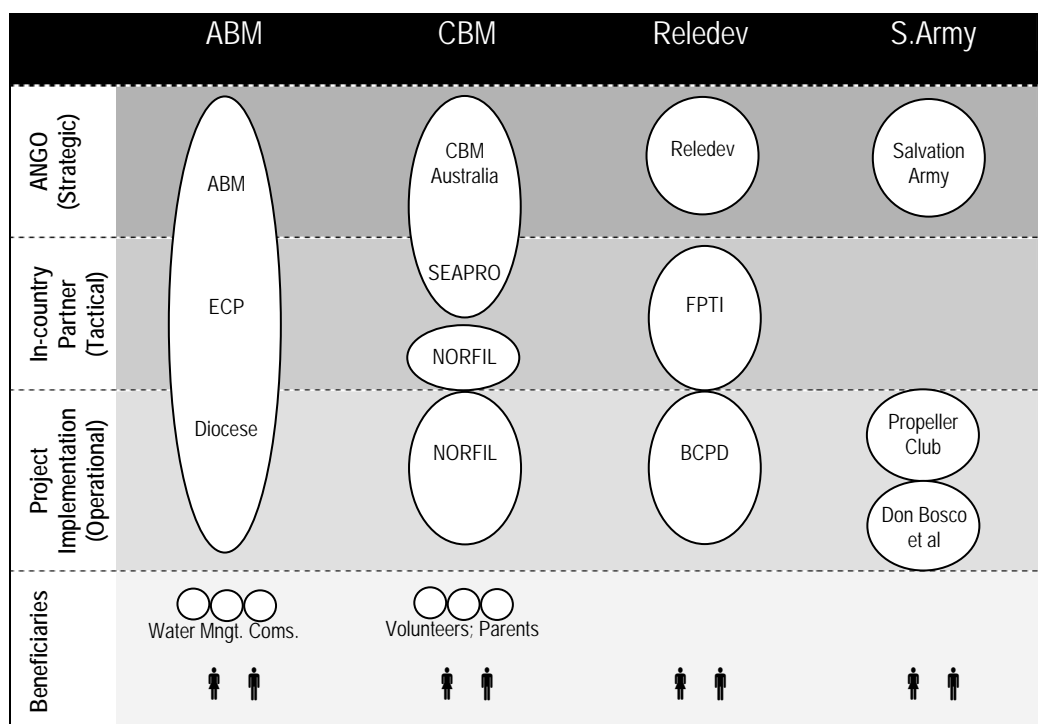 ABM CBM Reledev S.Army
ANGO
(Strategic)
ABM
CBM
Australia
SEAPRO
Reledev
Salvation
Army
In-country
Partner
(Tactical)
ECP
NORFIL
FPTI
Project
Implementation
(Operational)
Diocese
NORFIL
BCPD
Propeller
Club
Don Bosco
et al
Beneficiaries
Water Mngt. Coms.
Volunteers; Parents